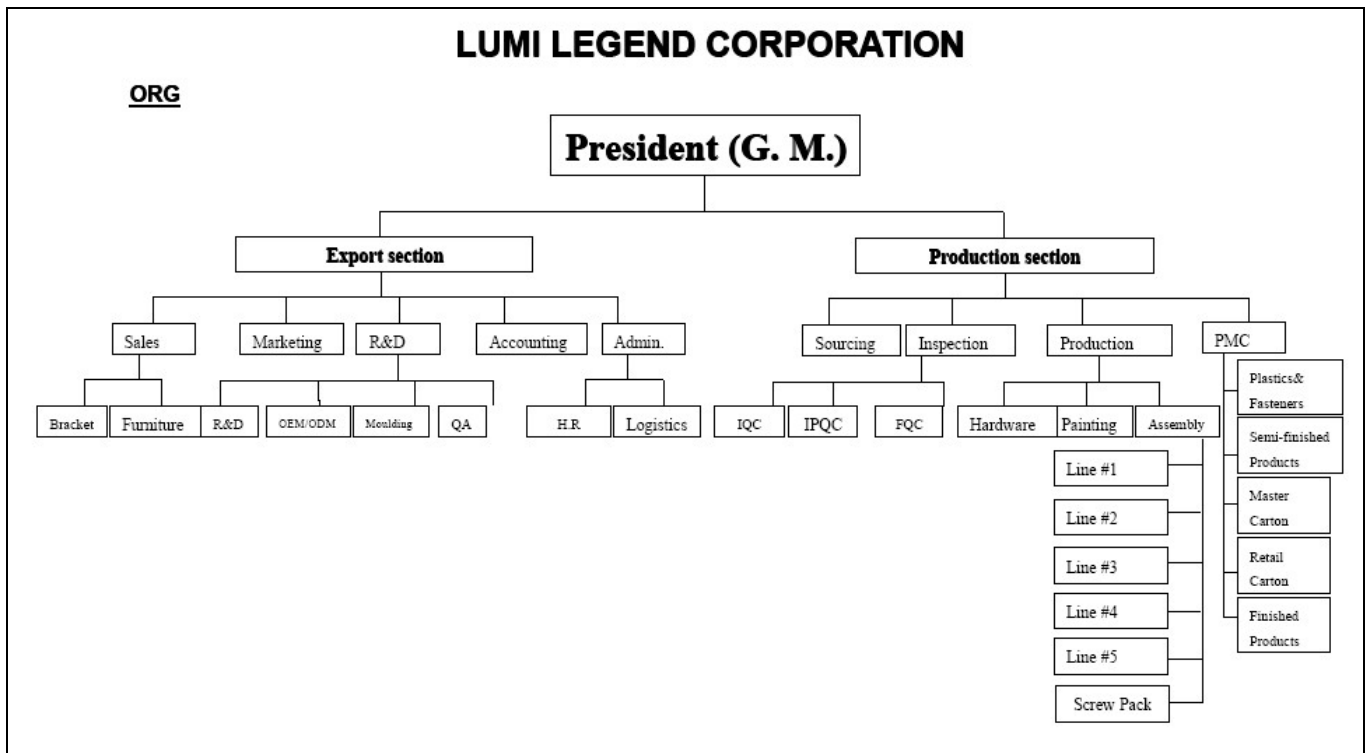 LUMI LEGEND CORPORATION
ORG
President (G. M.)
Export section
Production section
Sales
Marketing
R&D
Accounting
Admin.
Sourcing
Inspection
Production
PMC
Bracket
Furniture
R&D
OEM/ODM
Moulding
QA
H.R
Logistics
IQC
IPQC
FQC
Hardware
Painting
Assembly
Line #1
Line #2
Line #3
Line #4
Line #5
Screw Pack
Plastics&
Fasteners
Semi-finished
Products
Master
Carton
Retail
Carton
Finished
Products